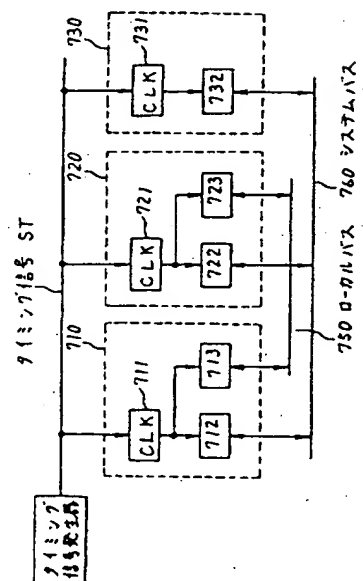 タイミング
信号発生器
タイミング信号 ST
710
720
730
711
721
731
CLK
CLK
CLK
712
713
722
723
732
750 ローカルバス
760 システムバス